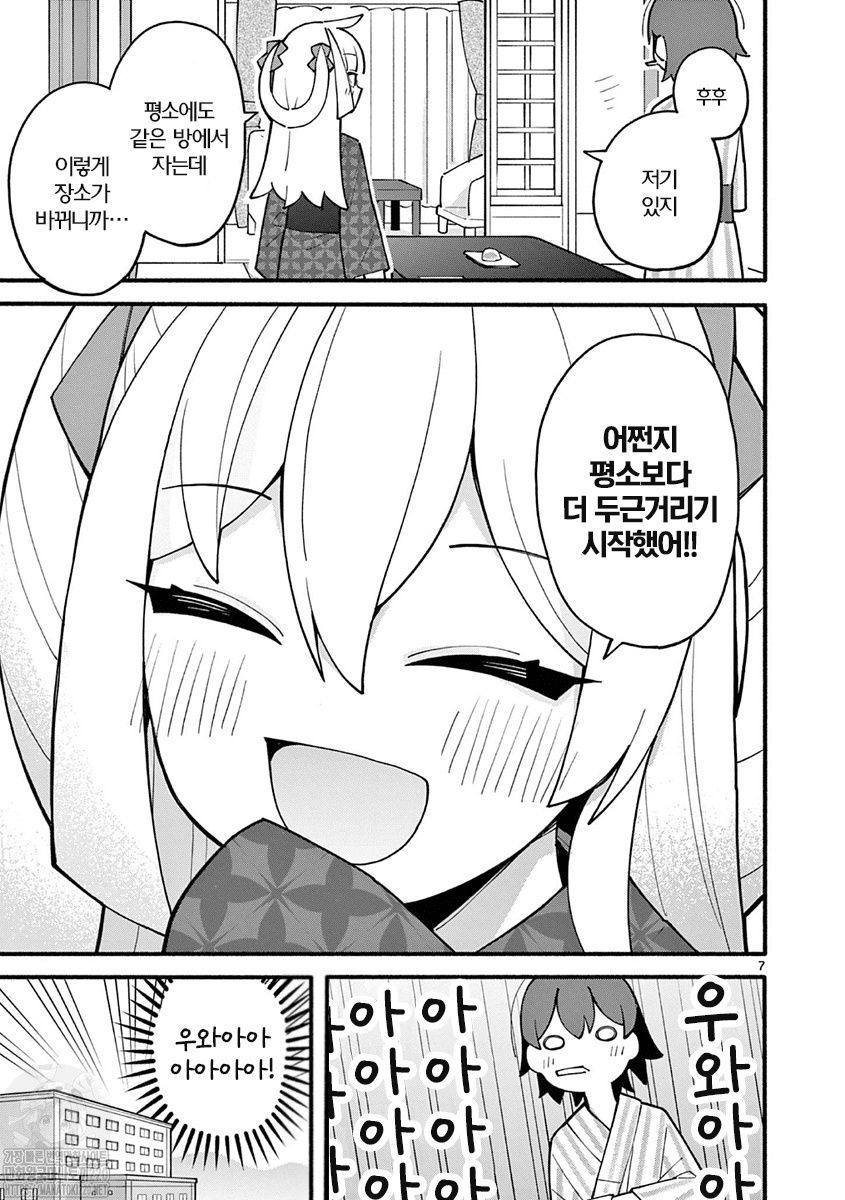 후후
저기
있지
평소에도
같은 방에서
자는데
이렇게
장소가
바뀌니까…
어쩐지
평소보다
더 두근거리기
시작했어!!
7
우와아
아아
아아
아아
아아
아아
우와아아
아아아아아!